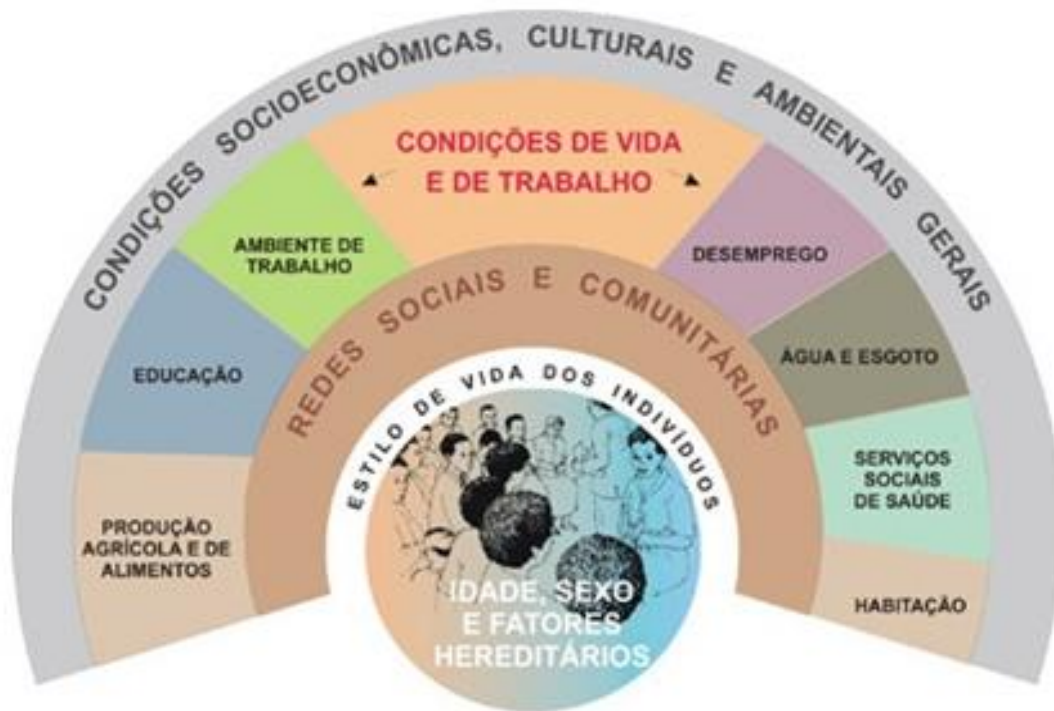 CONDIÇÕES SOCIOECONÔMICAS, CULTURAIS E AMBIENTAIS GERAIS
CONDIÇÕES DE VIDA
E DE TRABALHO
AMBIENTE DE
TRABALHO
DESEMPREGO
EDUCAÇÃO
ÁGUA E ESGOTO
PRODUÇÃO
AGRÍCOLA E DE
ALIMENTOS
SERVIÇOS
SOCIAIS
DE SAÚDE
HABITAÇÃO
REDES SOCIAIS E COMUNITÁRIAS
ESTILO DE VIDA DOS INDIVÍDUOS
IDADE, SEXO
E FATORES
HEREDITÁRIOS